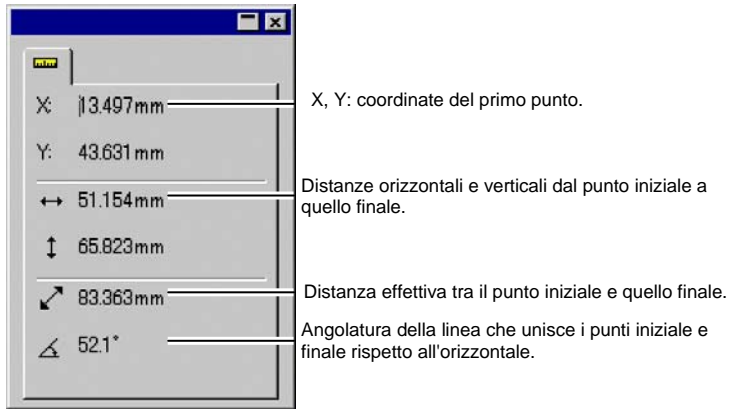 X: 13.497mm
X, Y: coordinate del primo punto.
Y: 43.631 mm
51.154mm
Distanze orizzontali e verticali dal punto iniziale a
quello finale.
65.823mm
83.363mm
Distanza effettiva tra il punto iniziale e quello finale.
52.1°
Angolatura della linea che unisce i punti iniziale e
finale rispetto all'orizzontale.